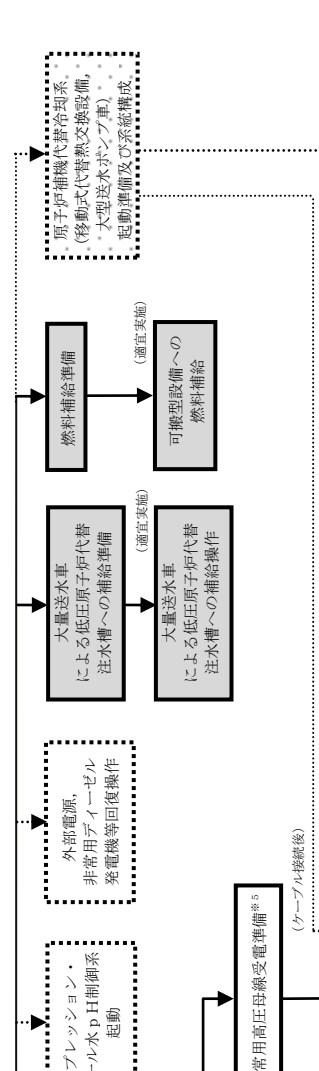 原子炉補機代替冷却系
(移動式代替熱交換設備,
大型送水ポンプ車)
起動準備及び系統構成
燃料補給準備
(適宜実施)
可搬型設備への
燃料補給
大量送水車
による低圧原子炉代替
注水槽への補給準備
(適宜実施)
大量送水車
による低圧原子炉代替
注水槽への補給操作
外部電源,
非常用ディーゼル
発電機等回復操作
プレッション・
ール水pH制御系
起動
常用高圧母線受電準備※5
(ケーブル接続後)